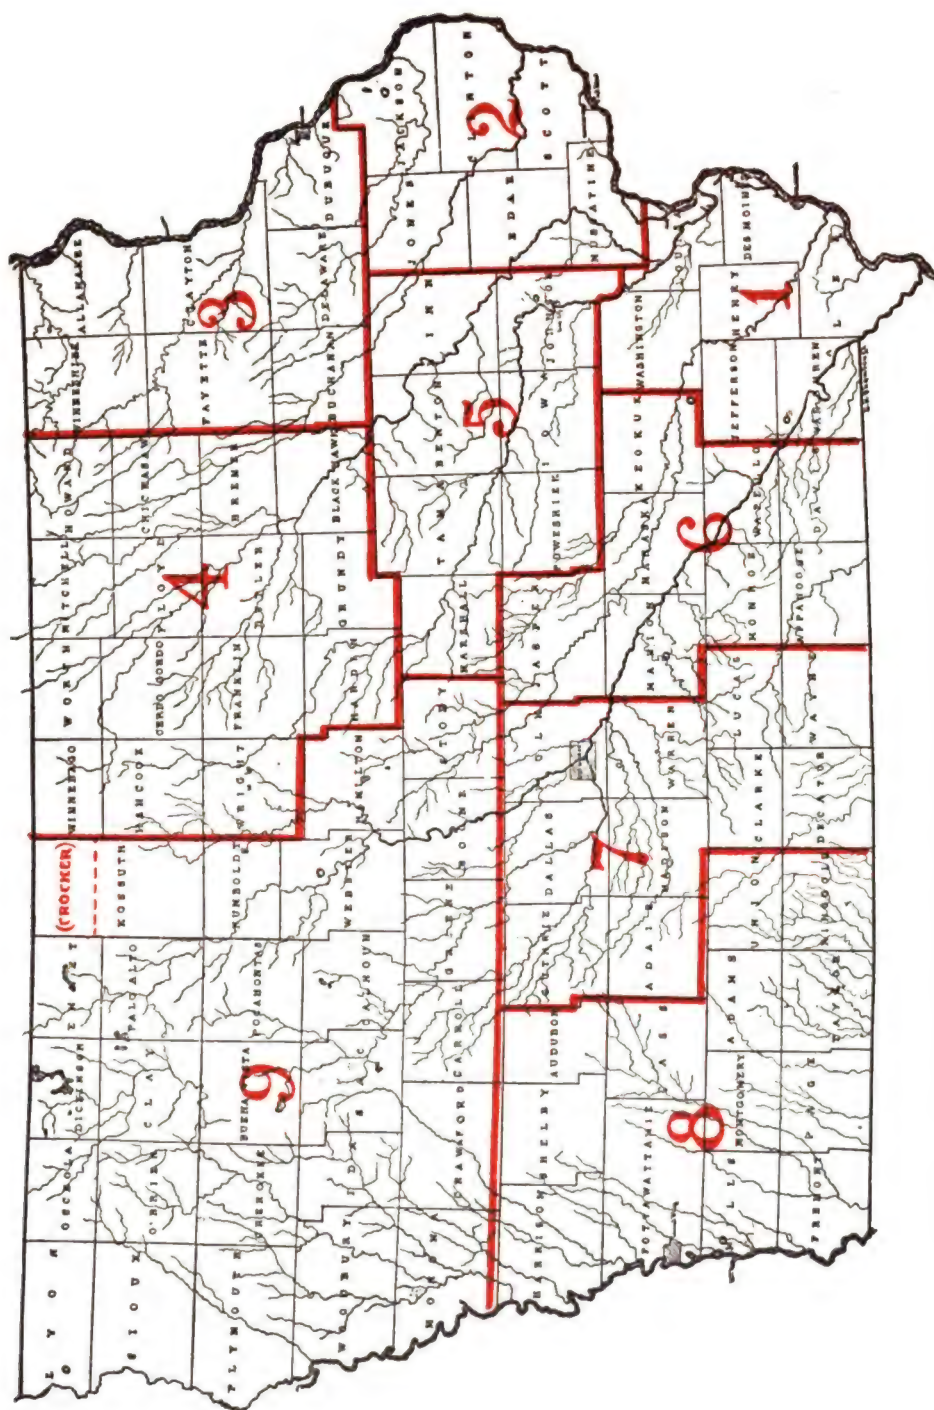 LYON
OSCEOLA
DICKINSON
EMMET
(CROCKER)
WINNEBAGO
WORTH
MITCHELL
HOWARD
WINNESHIEK
ALLAMAKEE
SIOUX
O'BRIEN
CLAY
PALO ALTO
KOSSUTH
HANCOCK
CERRO GORDO
FLOYD
CHICKASAW
4
FAYETTE
CLAYTON
3
PLYMOUTH
CHEROKEE
BUENA VISTA
9
POCAHONTAS
HUMBOLDT
WRIGHT
FRANKLIN
BUTLER
BREMER
WOODBURY
IDA
SAC
CALHOUN
WEBSTER
HAMILTON
HARDIN
GRUNDY
BLACK HAWK
BUCHANAN
DELAWARE
DUBUQUE
MONONA
CRAWFORD
CARROLL
GREENE
BOONE
STORY
MARSHALL
TAMA
BENTON
LINN
JONES
JACKSON
5
CEDAR
CLINTON
2
SCOTT
HARRISON
SHELBY
AUDUBON
GUTHRIE
DALLAS
POLK
JASPER
POWESHIEK
IOWA
JOHNSON
MUSCATINE
POTTAWATTAMIE
CASS
ADAIR
7
MADISON
WARREN
MARION
MAHASKA
KEOKUK
WASHINGTON
LOUISA
8
6
MILLS
MONTGOMERY
ADAMS
UNION
CLARKE
LUCAS
MONROE
WAPELLO
JEFFERSON
HENRY
DES MOINES
1
FREMONT
PAGE
TAYLOR
RINGGOLD
DECATUR
WAYNE
APPANOOSE
DAVIS
VAN BUREN
LEE